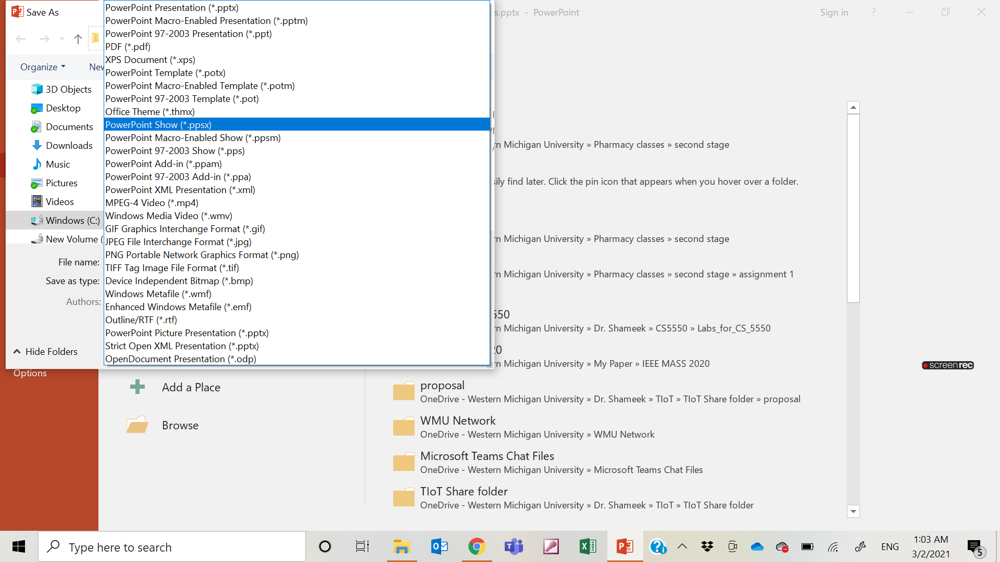 Save As
s.pptx - PowerPoint
Sign in
?
Organize
New
3D Objects
Desktop
Documents
Downloads
Music
Pictures
Videos
Windows (C:)
New Volume (
File name:
Save as type:
Authors:
Hide Folders
PowerPoint Presentation (*.pptx)
PowerPoint Macro-Enabled Presentation (*.pptm)
PowerPoint 97-2003 Presentation (*.ppt)
PDF (*.pdf)
XPS Document (*.xps)
PowerPoint Template (*.potx)
PowerPoint Macro-Enabled Template (*.potm)
PowerPoint 97-2003 Template (*.pot)
Office Theme (*.thmx)
PowerPoint Show (*.ppsx)
PowerPoint Macro-Enabled Show (*.ppsm)
PowerPoint 97-2003 Show (*.pps)
PowerPoint Add-in (*.ppam)
PowerPoint 97-2003 Add-in (*.ppa)
PowerPoint XML Presentation (*.xml)
MPEG-4 Video (*.mp4)
Windows Media Video (*.wmv)
GIF Graphics Interchange Format (*.gif)
JPEG File Interchange Format (*.jpg)
PNG Portable Network Graphics Format (*.png)
TIFF Tag Image File Format (*.tif)
Device Independent Bitmap (*.bmp)
Windows Metafile (*.wmf)
Enhanced Windows Metafile (*.emf)
Outline/RTF (*.rtf)
PowerPoint Picture Presentation (*.pptx)
Strict Open XML Presentation (*.pptx)
OpenDocument Presentation (*.odp)
Options
Add a Place
Browse
rn Michigan University » Pharmacy classes » second stage
sily find later. Click the pin icon that appears when you hover over a folder.
rn Michigan University » Pharmacy classes » second stage
rn Michigan University » Pharmacy classes » second stage » assignment 1
550
rn Michigan University » Dr. Shameek » CS5550 » Labs_for_CS_5550
20
rn Michigan University » My Paper » IEEE MASS 2020
proposal
OneDrive - Western Michigan University » Dr. Shameek » TIoT » TIoT Share folder » proposal
WMU Network
OneDrive - Western Michigan University » WMU Network
Microsoft Teams Chat Files
OneDrive - Western Michigan University » Microsoft Teams Chat Files
TIoT Share folder
OneDrive - Western Michigan University » Dr. Shameek » TIoT » TIoT Share folder
screenrec
Type here to search
ENG
1:03 AM
3/2/2021
5